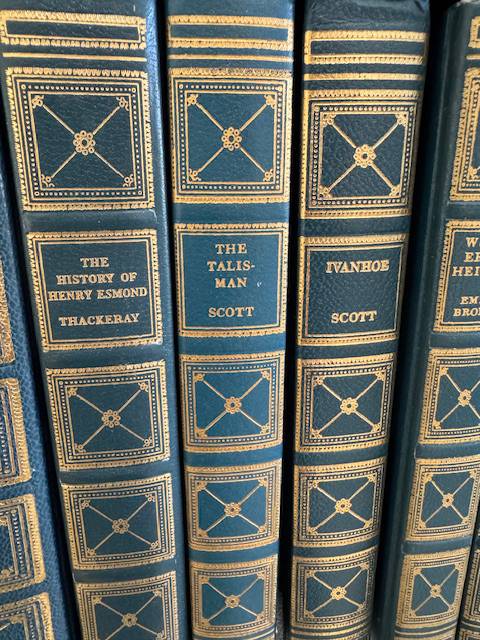 THE
HISTORY OF
HENRY ESMOND
THACKERAY
THE
TALIS-
MAN
SCOTT
IVANHOE
SCOTT